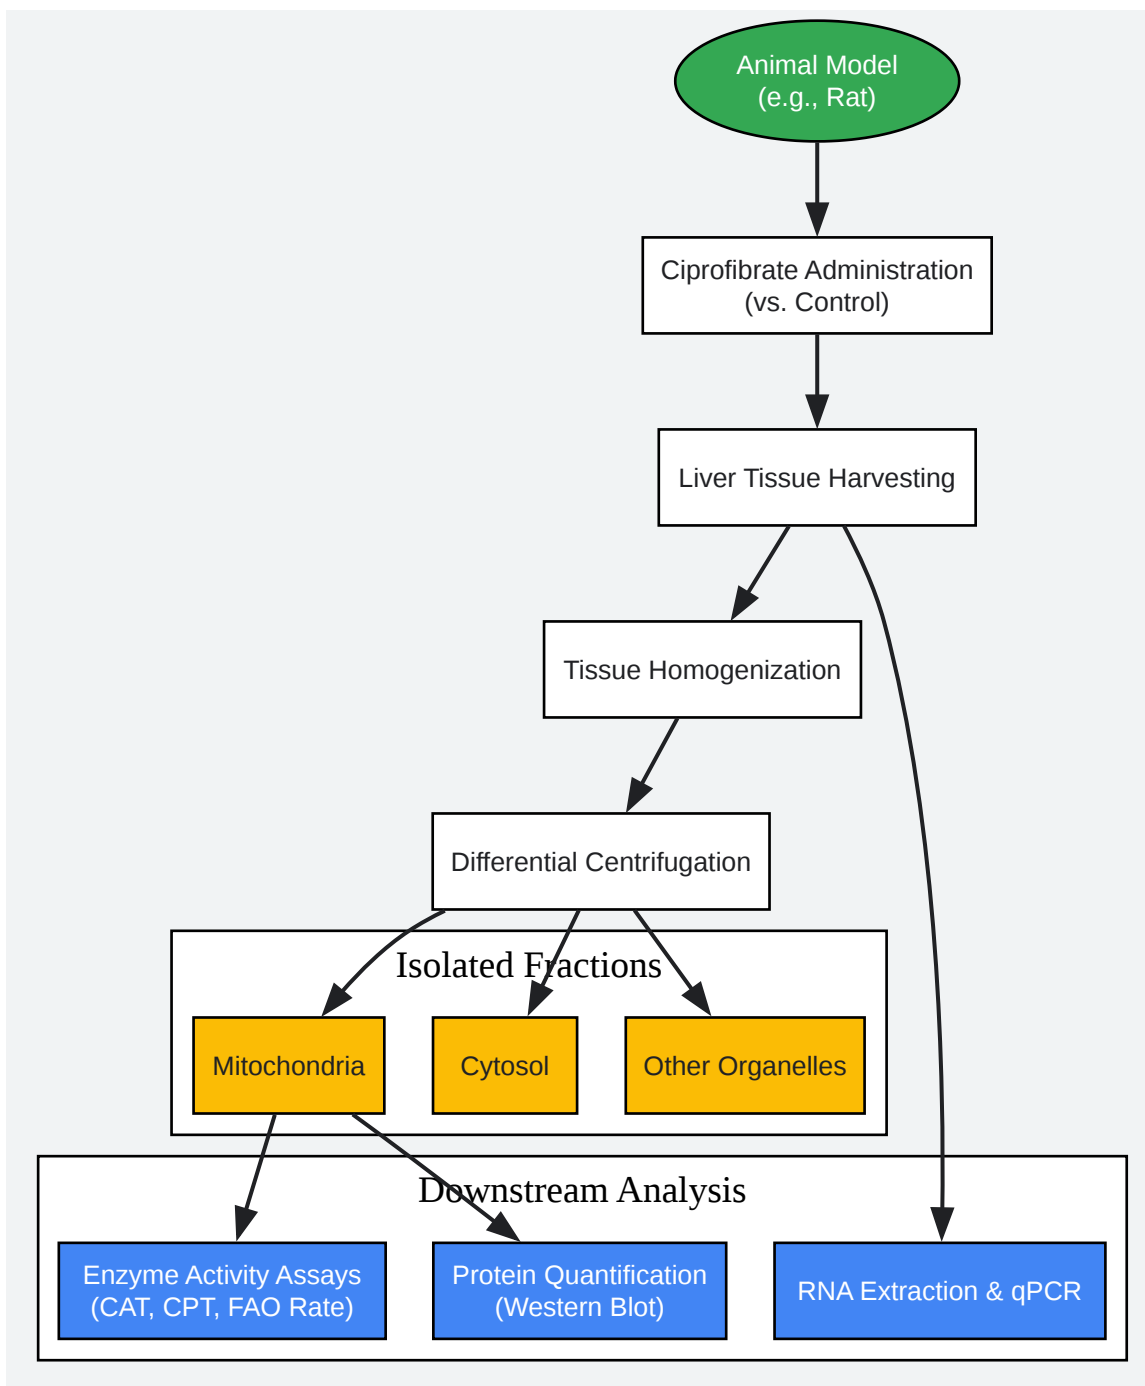 Animal Model
(e.g., Rat)
Ciprofibrate Administration
(vs. Control)
Liver Tissue Harvesting
Tissue Homogenization
Differential Centrifugation
Isolated Fractions
Mitochondria
Cytosol
Other Organelles
Downstream Analysis
Enzyme Activity Assays
(CAT, CPT, FAO Rate)
Protein Quantification
(Western Blot)
RNA Extraction & qPCR